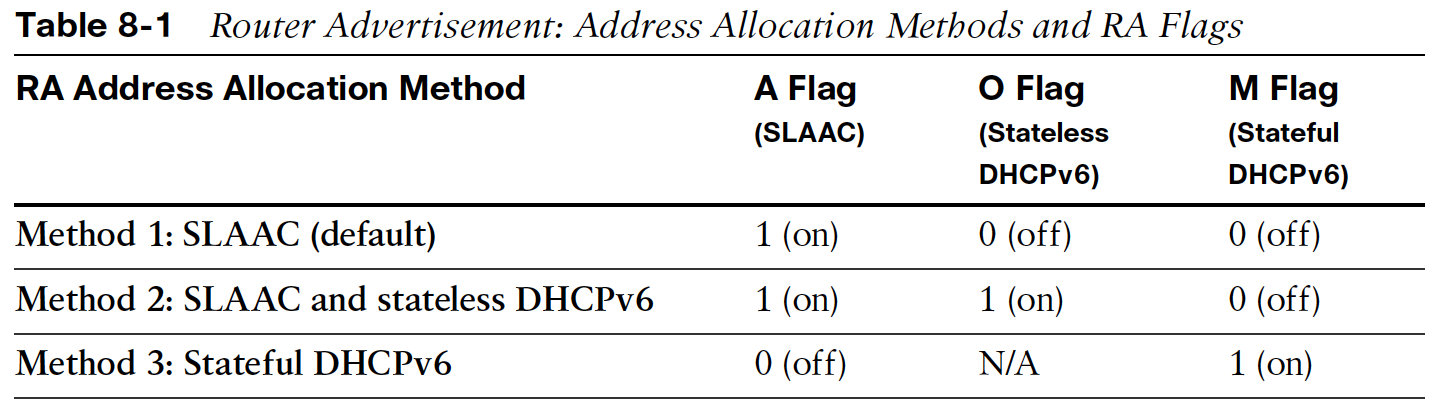 Table 8-1 Router Advertisement: Address Allocation Methods and RA Flags
RA Address Allocation Method A Flag O Flag M Flag
(SLAAC) (Stateless (Stateful
DHCPv6) DHCPv6)
Method 1: SLAAC (default) 1 (on) 0 (off) 0 (off)
Method 2: SLAAC and stateless DHCPv6 1 (on) 1 (on) 0 (off)
Method 3: Stateful DHCPv6 0 (off) N/A 1 (on)